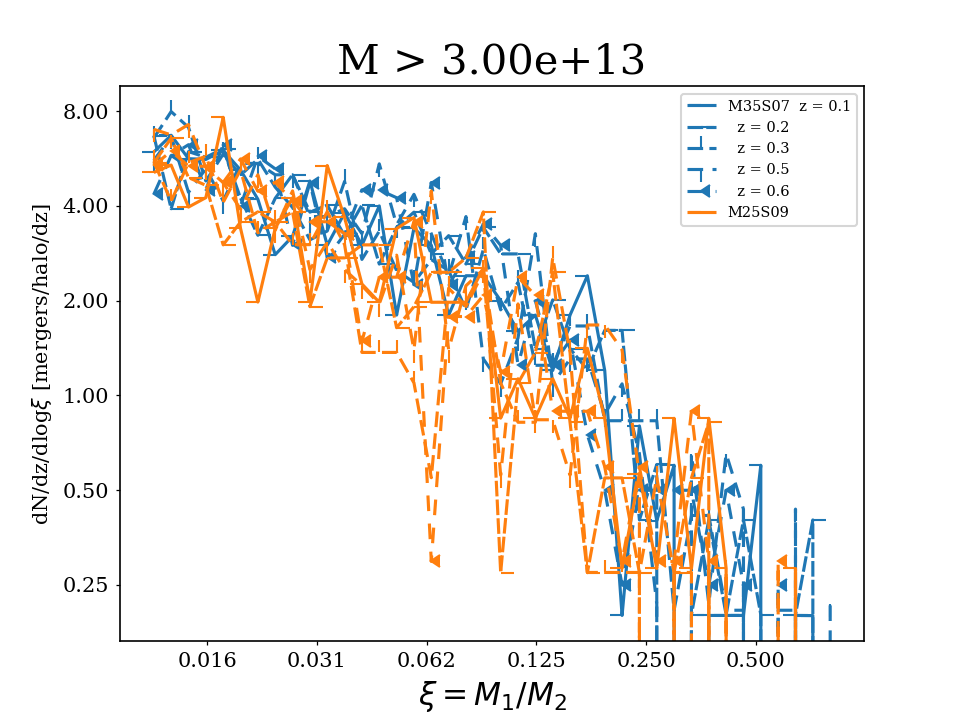 M > 3.00e+13
dN/dz/dlogξ [mergers/halo/dz]
8.00
4.00
2.00
1.00
0.50
0.25
M35S07  z = 0.1
z = 0.2
z = 0.3
z = 0.5
z = 0.6
M25S09
0.016
0.031
0.062
0.125
0.250
0.500
ξ = M₁/M₂